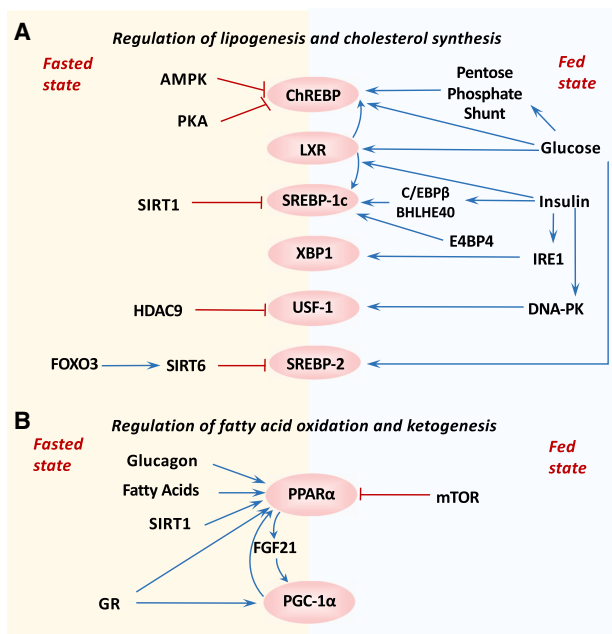 A
Regulation of lipogenesis and cholesterol synthesis
Fasted
state
Fed
state
AMPK
PKA
ChREBP
Pentose
Phosphate
Shunt
LXR
Glucose
SIRT1
SREBP-1c
C/EBPβ
BHLHE40
Insulin
E4BP4
XBP1
IRE1
HDAC9
USF-1
DNA-PK
FOXO3
SIRT6
SREBP-2
B
Regulation of fatty acid oxidation and ketogenesis
Fasted
state
Fed
state
Glucagon
Fatty Acids
SIRT1
PPARα
mTOR
FGF21
GR
PGC-1α